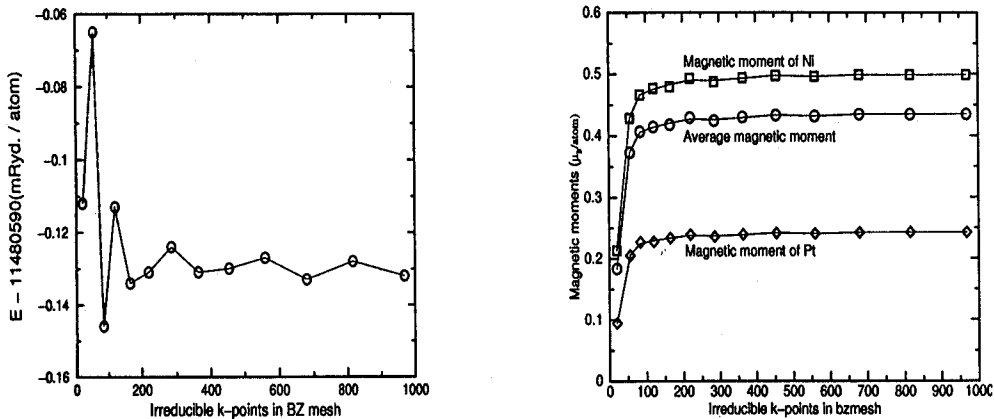 E − 11480590(mRyd. / atom)
−0.06
−0.08
−0.1
−0.12
−0.14
−0.16
0 200 400 600 800 1000
Irreducible k-points in BZ mesh
Magnetic moments (μB/atom)
0.6
0.5
0.4
0.3
0.2
0.1
0
Magnetic moment of Ni
Average magnetic moment
Magnetic moment of Pt
0 100 200 300 400 500 600 700 800 900 1000
Irreducible k-points in bzmesh